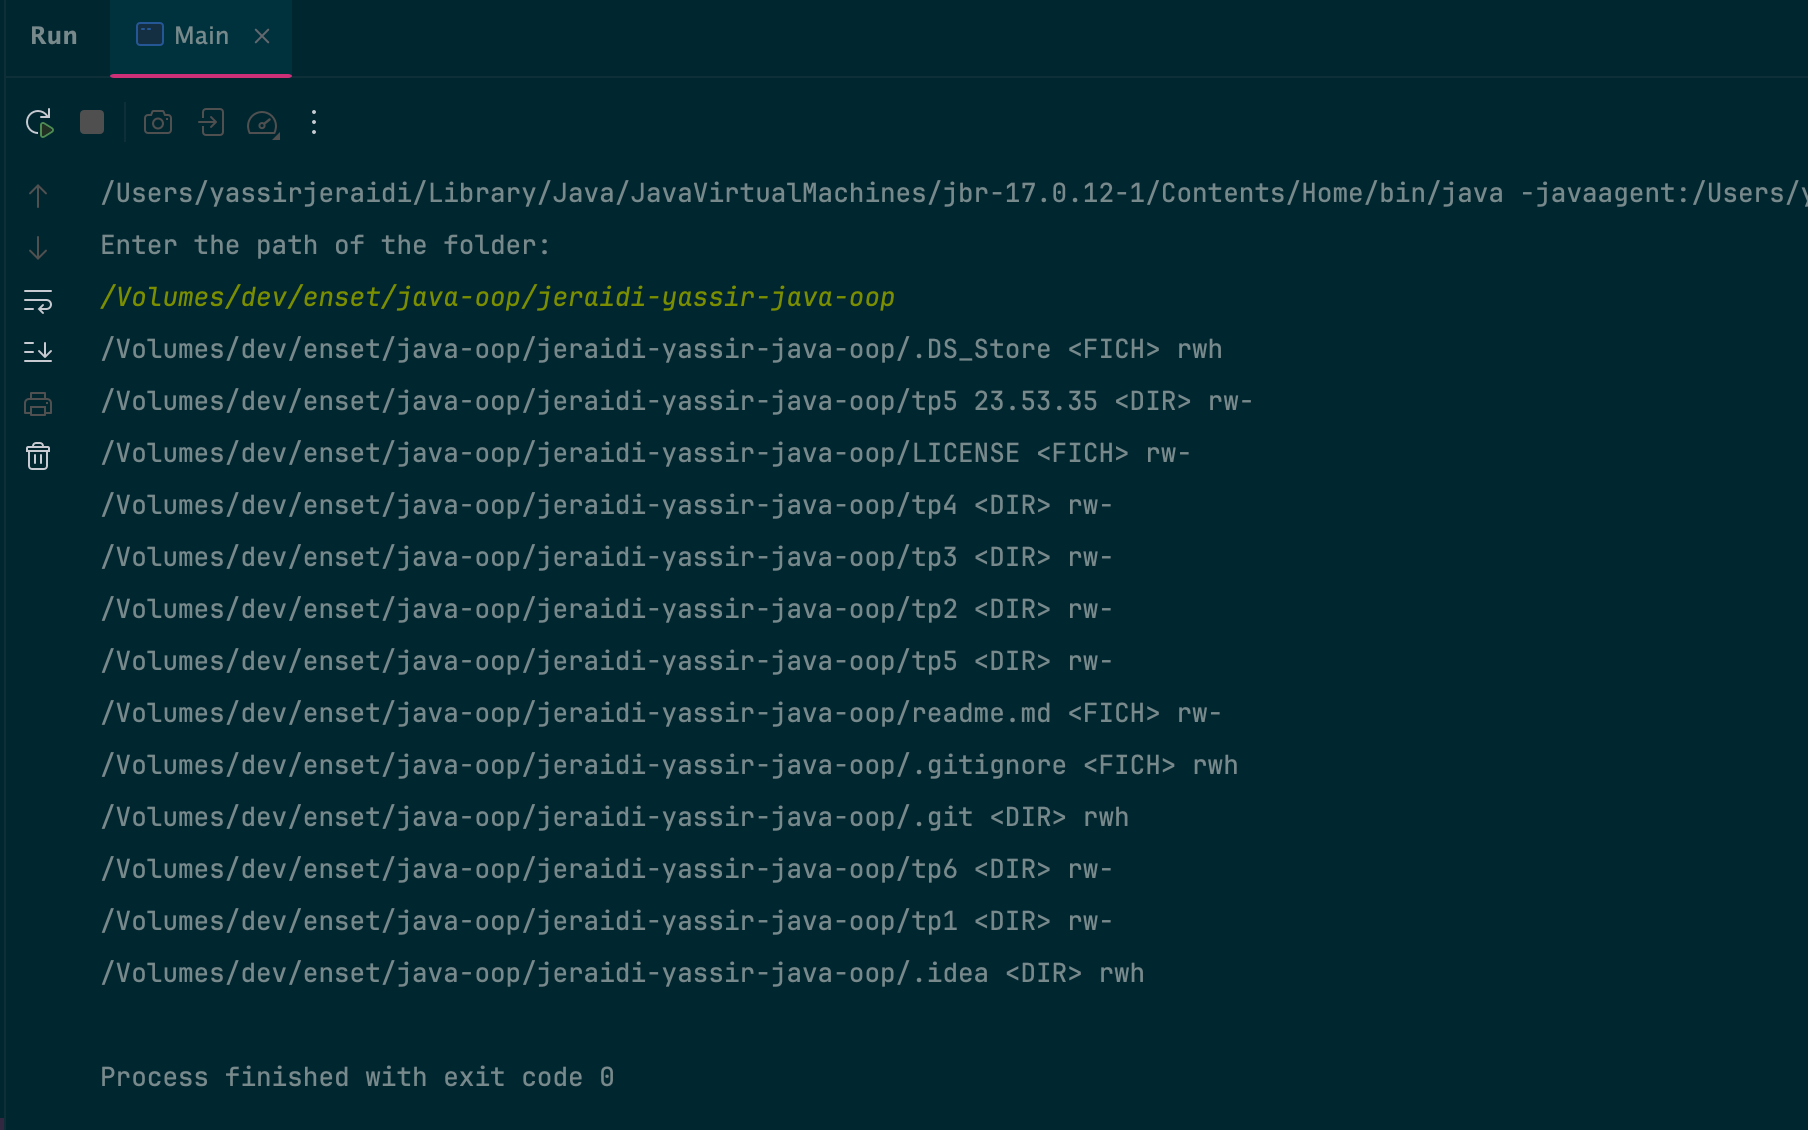 Run Main
/Users/yassirjeraidi/Library/Java/JavaVirtualMachines/jbr-17.0.12-1/Contents/Home/bin/java -javaagent:/Users/y
Enter the path of the folder:
/Volumes/dev/enset/java-oop/jeraidi-yassir-java-oop
/Volumes/dev/enset/java-oop/jeraidi-yassir-java-oop/.DS_Store <FICH> rwh
/Volumes/dev/enset/java-oop/jeraidi-yassir-java-oop/tp5 23.53.35 <DIR> rw-
/Volumes/dev/enset/java-oop/jeraidi-yassir-java-oop/LICENSE <FICH> rw-
/Volumes/dev/enset/java-oop/jeraidi-yassir-java-oop/tp4 <DIR> rw-
/Volumes/dev/enset/java-oop/jeraidi-yassir-java-oop/tp3 <DIR> rw-
/Volumes/dev/enset/java-oop/jeraidi-yassir-java-oop/tp2 <DIR> rw-
/Volumes/dev/enset/java-oop/jeraidi-yassir-java-oop/tp5 <DIR> rw-
/Volumes/dev/enset/java-oop/jeraidi-yassir-java-oop/readme.md <FICH> rw-
/Volumes/dev/enset/java-oop/jeraidi-yassir-java-oop/.gitignore <FICH> rwh
/Volumes/dev/enset/java-oop/jeraidi-yassir-java-oop/.git <DIR> rwh
/Volumes/dev/enset/java-oop/jeraidi-yassir-java-oop/tp6 <DIR> rw-
/Volumes/dev/enset/java-oop/jeraidi-yassir-java-oop/tp1 <DIR> rw-
/Volumes/dev/enset/java-oop/jeraidi-yassir-java-oop/.idea <DIR> rwh
Process finished with exit code 0